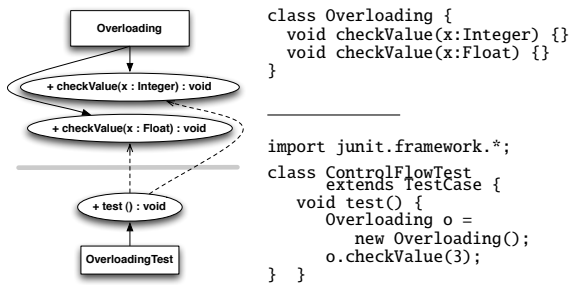 Overloading
+ checkValue(x : Integer) : void
+ checkValue(x : Float) : void
+ test () : void
OverloadingTest
class Overloading {
void checkValue(x:Integer) {}
void checkValue(x:Float) {}
}
import junit.framework.*;
class ControlFlowTest
extends TestCase {
void test() {
Overloading o =
new Overloading();
o.checkValue(3);
} }